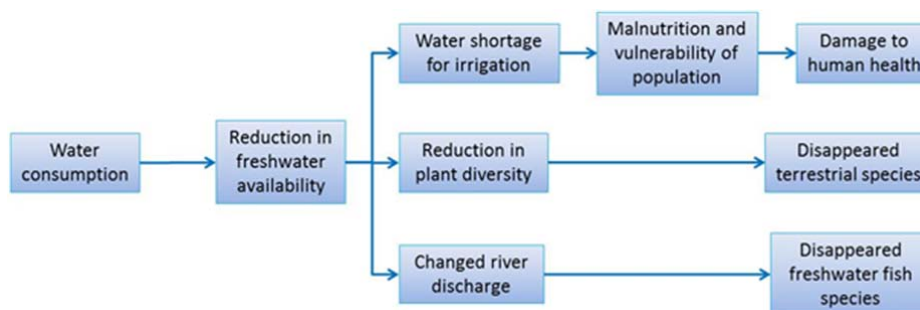 Water
consumption
Reduction in
freshwater
availability
Water shortage
for irrigation
Malnutrition and
vulnerability of
population
Damage to
human health
Reduction in
plant diversity
Disappeared
terrestrial species
Changed river
discharge
Disappeared
freshwater fish
species